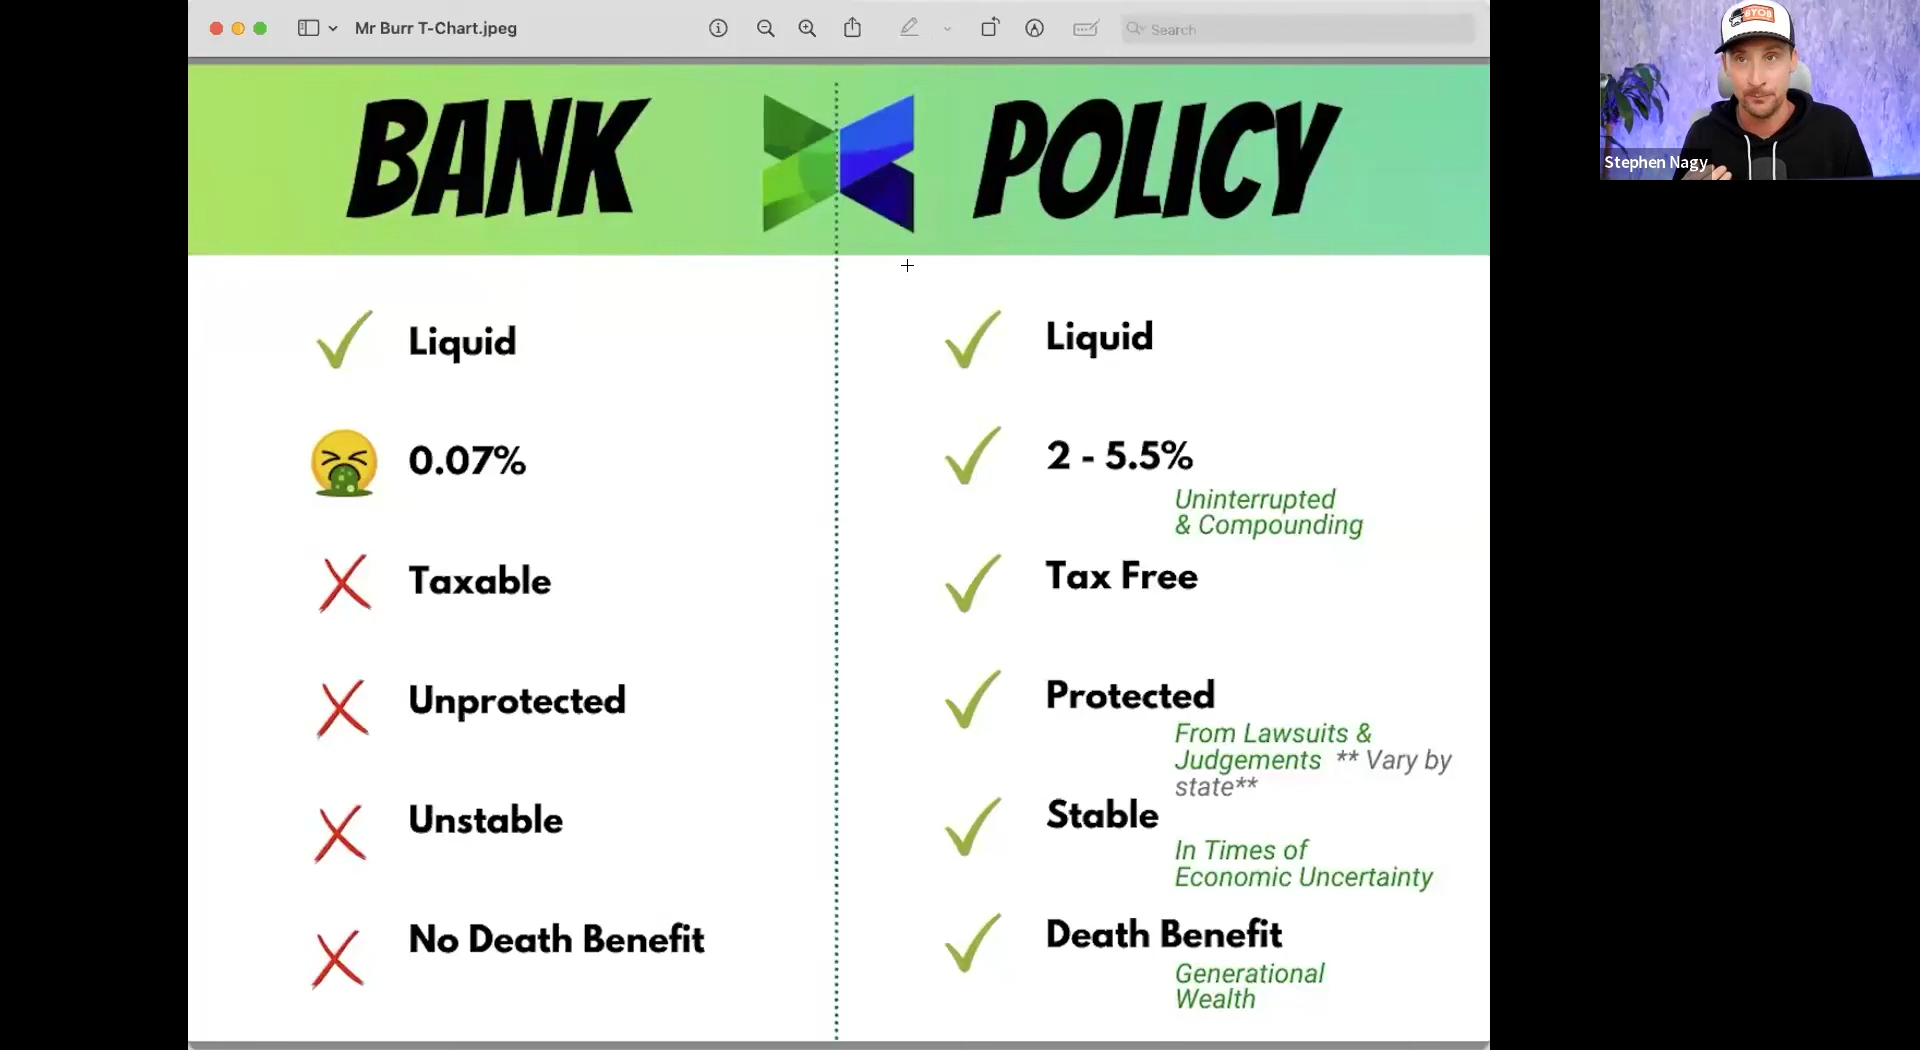 Mr Burr T-Chart.jpeg
Search
BYOB
Stephen Nagy
BANK
POLICY
Liquid
0.07%
Taxable
Unprotected
Unstable
No Death Benefit
Liquid
2 - 5.5%
Uninterrupted
& Compounding
Tax Free
Protected
From Lawsuits &
Judgements ** Vary by
state**
Stable
In Times of
Economic Uncertainty
Death Benefit
Generational
Wealth